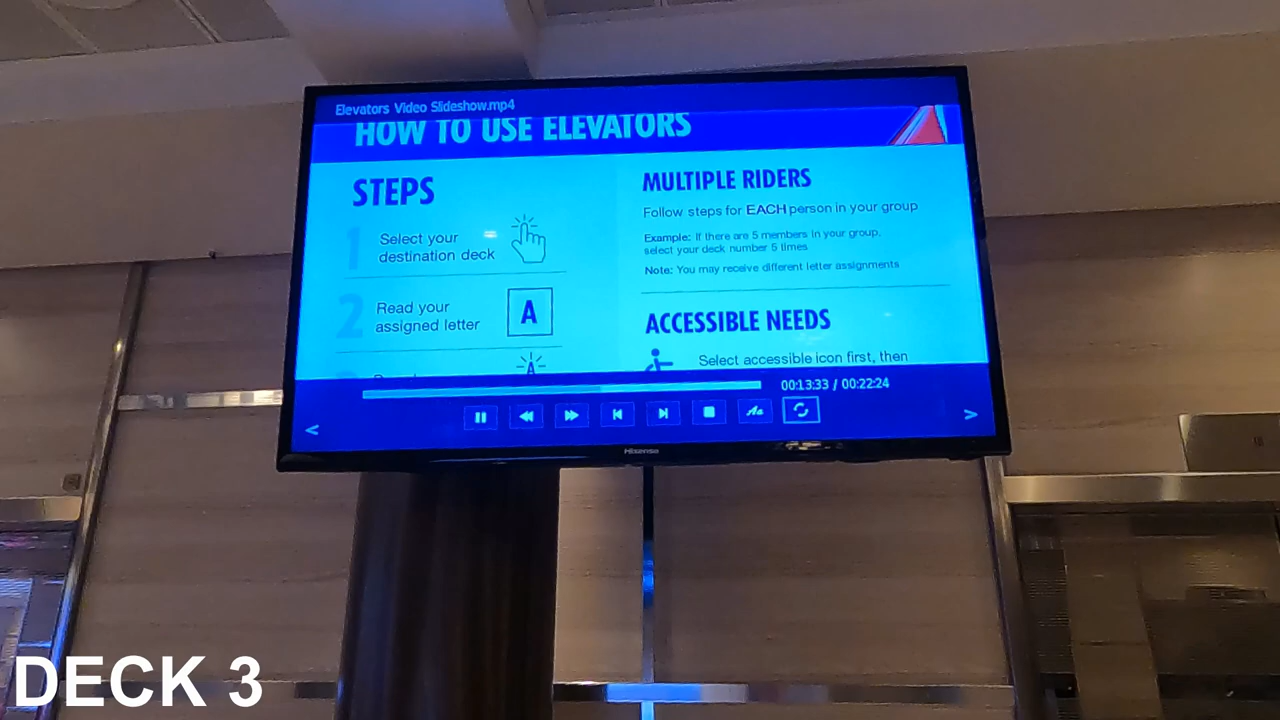 Elevators Video Slideshow.mp4
HOW TO USE ELEVATORS
STEPS
1 Select your
destination deck
2 Read your
assigned letter
A
A
MULTIPLE RIDERS
Follow steps for EACH person in your group
Example: If there are 5 members in your group,
select your deck number 5 times
Note: You may receive different letter assignments
ACCESSIBLE NEEDS
Select accessible icon first, then
00:13:33 / 00:22:24
Aa
< >
Hisense
DECK 3